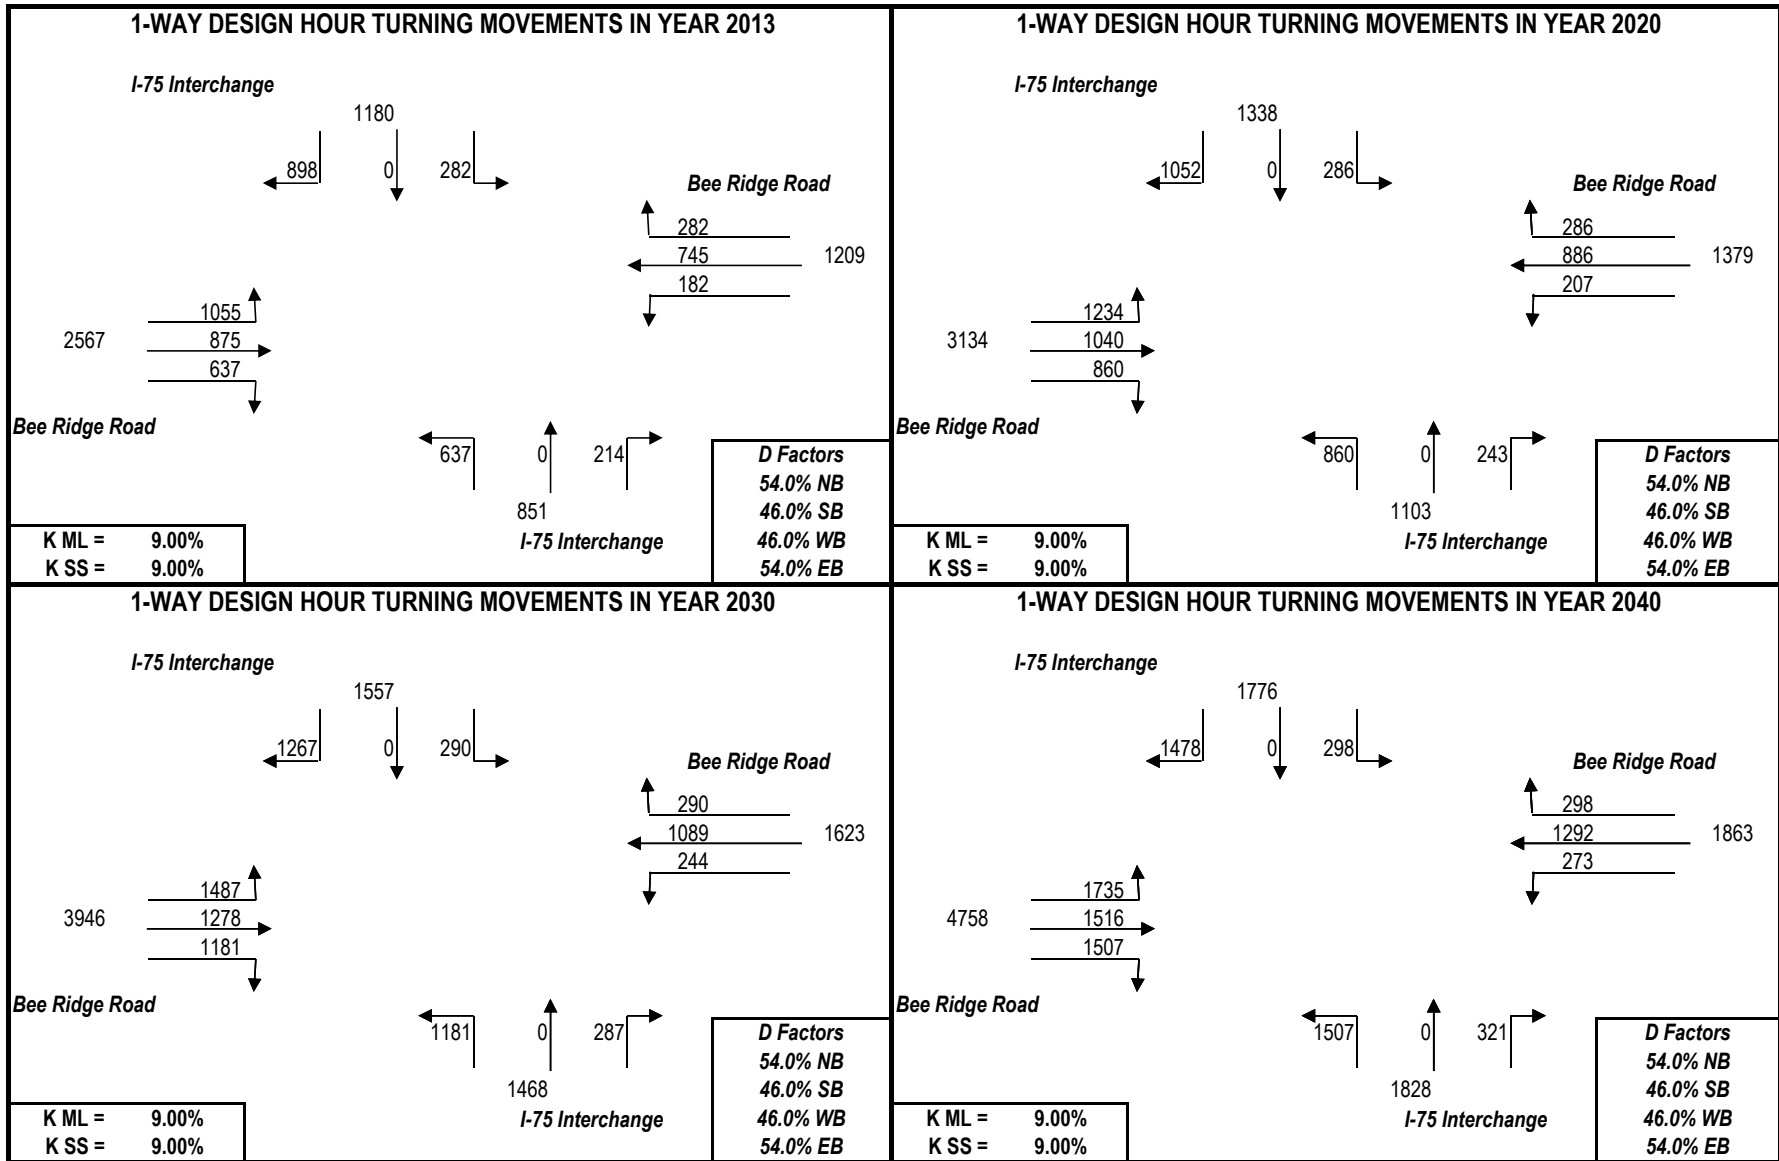 1-WAY DESIGN HOUR TURNING MOVEMENTS IN YEAR 2013
I-75 Interchange
1180
898 0 282
Bee Ridge Road
282
745 1209
182
1055
2567 875
637
Bee Ridge Road
637 0 214
851
I-75 Interchange
D Factors
54.0% NB
46.0% SB
46.0% WB
54.0% EB
K ML = 9.00%
K SS = 9.00%
1-WAY DESIGN HOUR TURNING MOVEMENTS IN YEAR 2020
I-75 Interchange
1338
1052 0 286
Bee Ridge Road
286
886 1379
207
1234
3134 1040
860
Bee Ridge Road
860 0 243
1103
I-75 Interchange
D Factors
54.0% NB
46.0% SB
46.0% WB
54.0% EB
K ML = 9.00%
K SS = 9.00%
1-WAY DESIGN HOUR TURNING MOVEMENTS IN YEAR 2030
I-75 Interchange
1557
1267 0 290
Bee Ridge Road
290
1089 1623
244
1487
3946 1278
1181
Bee Ridge Road
1181 0 287
1468
I-75 Interchange
D Factors
54.0% NB
46.0% SB
46.0% WB
54.0% EB
K ML = 9.00%
K SS = 9.00%
1-WAY DESIGN HOUR TURNING MOVEMENTS IN YEAR 2040
I-75 Interchange
1776
1478 0 298
Bee Ridge Road
298
1292 1863
273
1735
4758 1516
1507
Bee Ridge Road
1507 0 321
1828
I-75 Interchange
D Factors
54.0% NB
46.0% SB
46.0% WB
54.0% EB
K ML = 9.00%
K SS = 9.00%